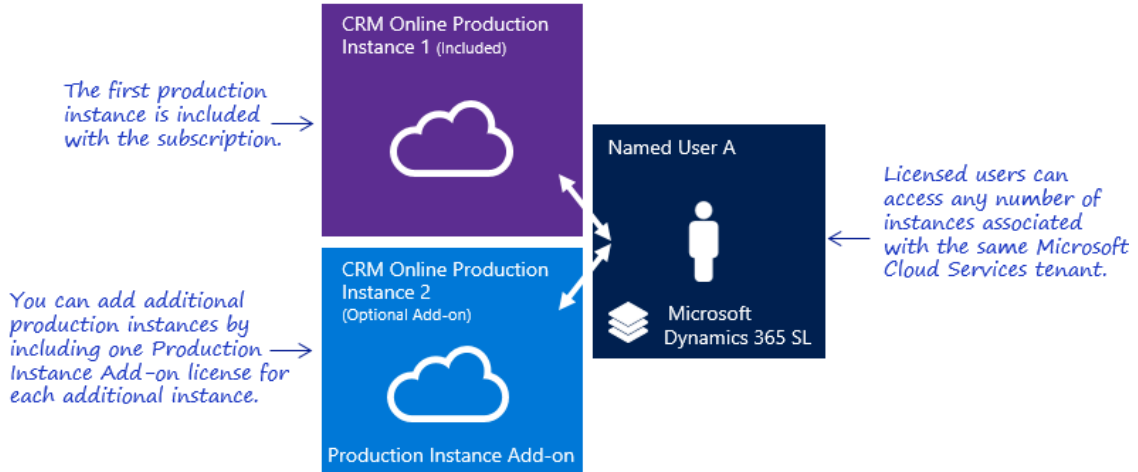 CRM Online Production
Instance 1 (Included)
The first production
instance is included
with the subscription.
Named User A
Microsoft
Dynamics 365 SL
Licensed users can
access any number of
instances associated
with the same Microsoft
Cloud Services tenant.
CRM Online Production
Instance 2
(Optional Add-on)
Production Instance Add-on
You can add additional
production instances by
including one Production
Instance Add-on license for
each additional instance.